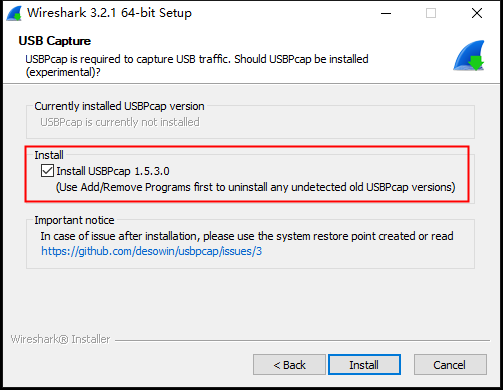 Wireshark 3.2.1 64-bit Setup
USB Capture
USBPcap is required to capture USB traffic. Should USBPcap be installed
(experimental)?
Currently installed USBPcap version
USBPcap is currently not installed
Install
Install USBPcap 1.5.3.0
(Use Add/Remove Programs first to uninstall any undetected old USBPcap versions)
Important notice
In case of issue after installation, please use the system restore point created or read
https://github.com/desowin/usbpcap/issues/3
Wireshark® Installer
< Back
Install
Cancel